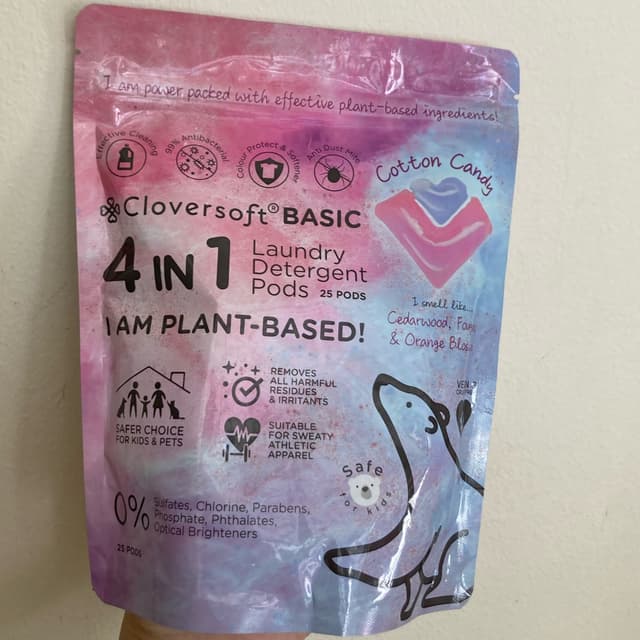 I am power packed with effective plant-based ingredients!
Effective Cleaning
99% Antibacterial
Colour Protect & Softener
Anti Dust Mite
Cotton Candy
Cloversoft® BASIC
4 IN 1
Laundry
Detergent
Pods 25 PODS
I smell like...
Cedarwood,
& Orange
I AM PLANT-BASED!
REMOVES
ALL HARMFUL
RESIDUES
& IRRITANTS
SAFER CHOICE
FOR KIDS & PETS
SUITABLE
FOR SWEATY
ATHLETIC
APPAREL
Safe
for kids
0%
Sulfates, Chlorine, Parabens,
Phosphate, Phthalates,
Optical Brighteners
25 PODS